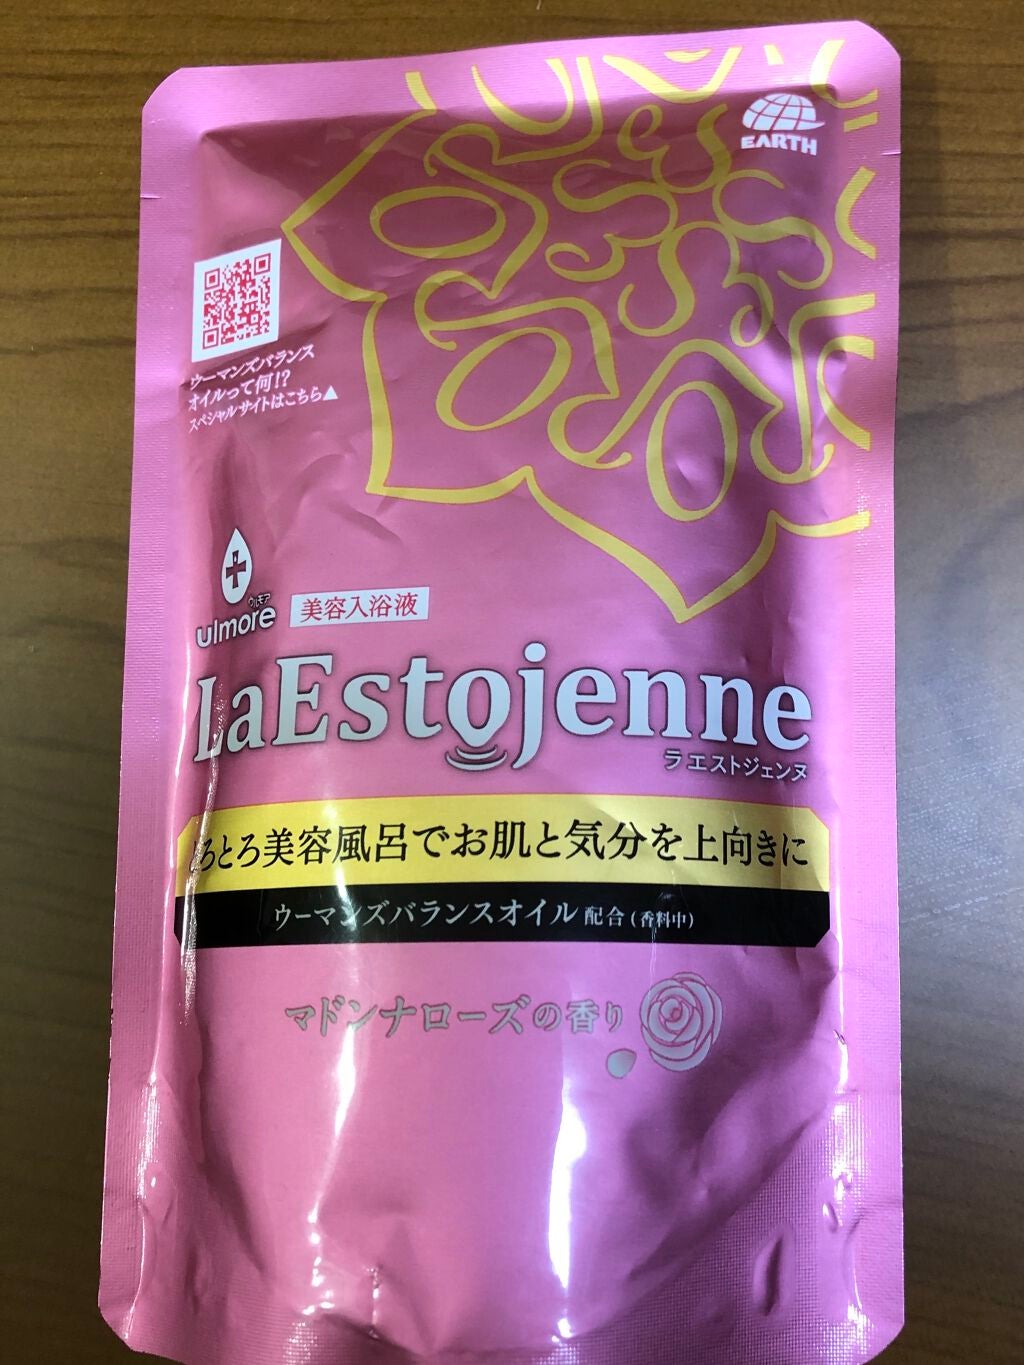 EARTH
ウーマンズバランス
オイルって何!?
スペシャルサイトはこちら▲
ウルモア
ulmore
美容入浴液
LaEstojenne
ラエストジェンヌ
とろとろ美容風呂でお肌と気分を上向きに
ウーマンズバランスオイル 配合 (香料中)
マドンナローズの香り